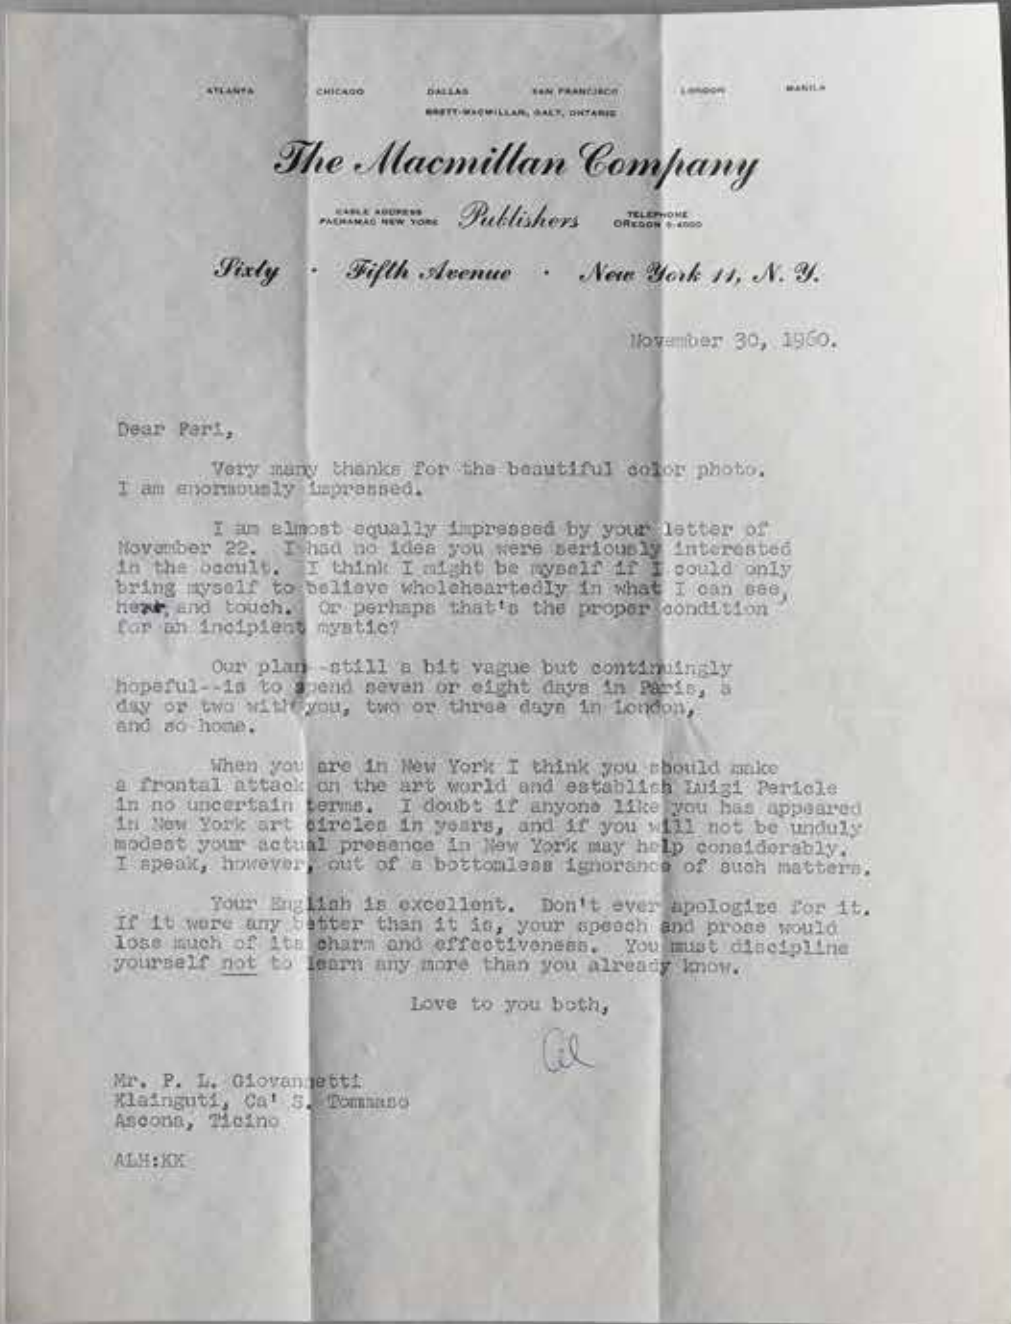 ATLANTA CHICAGO DALLAS SAN FRANCISCO LONDON MANILA
BRETT-MACMILLAN, GALT, ONTARIO
The Macmillan Company
CABLE ADDRESS
PACHAMAC NEW YORK
Publishers
TELEPHONE
OREGON 5-4000
Sixty · Fifth Avenue · New York 11, N. Y.
November 30, 1960.
Dear Peri,
Very many thanks for the beautiful color photo.
I am enormously impressed.
I am almost equally impressed by your letter of
November 22. I had no idea you were seriously interested
in the occult. I think I might be myself if I could only
bring myself to believe wholeheartedly in what I can see,
hear, and touch. Or perhaps that's the proper condition
for an incipient mystic?
Our plan--still a bit vague but continuingly
hopeful--is to spend seven or eight days in Paris, a
day or two with you, two or three days in London,
and so home.
When you are in New York I think you should make
a frontal attack on the art world and establish Luigi Pericle
in no uncertain terms. I doubt if anyone like you has appeared
in New York art circles in years, and if you will not be unduly
modest your actual presence in New York may help considerably.
I speak, however, out of a bottomless ignorance of such matters.
Your English is excellent. Don't ever apologize for it.
If it were any better than it is, your speech and prose would
lose much of its charm and effectiveness. You must discipline
yourself not to learn any more than you already know.
Love to you both,
Al
Mr. P. L. Giovannetti
Klainguti, Ca' S. Tommaso
Ascona, Ticino
ALH:KK